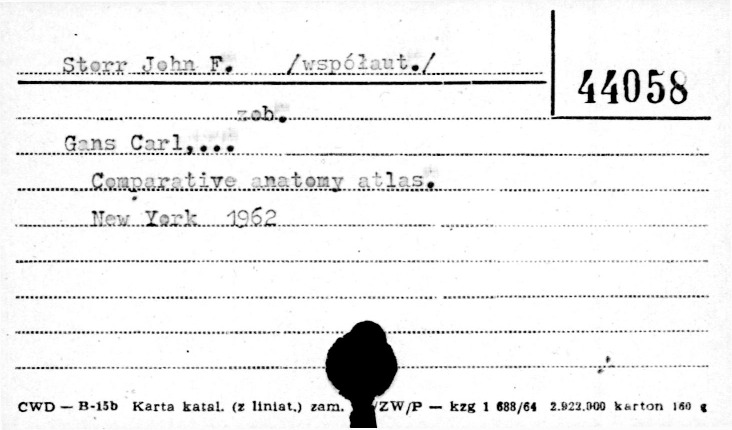 Storr John F. /współaut./
44058
zob.
Gans Carl,...
Comparative anatomy atlas.
New York 1962
CWD — B-15b Karta katal. (z liniat.) zam. /ZW/P — kzg 1 688/64 2.922.000 karton 160 g